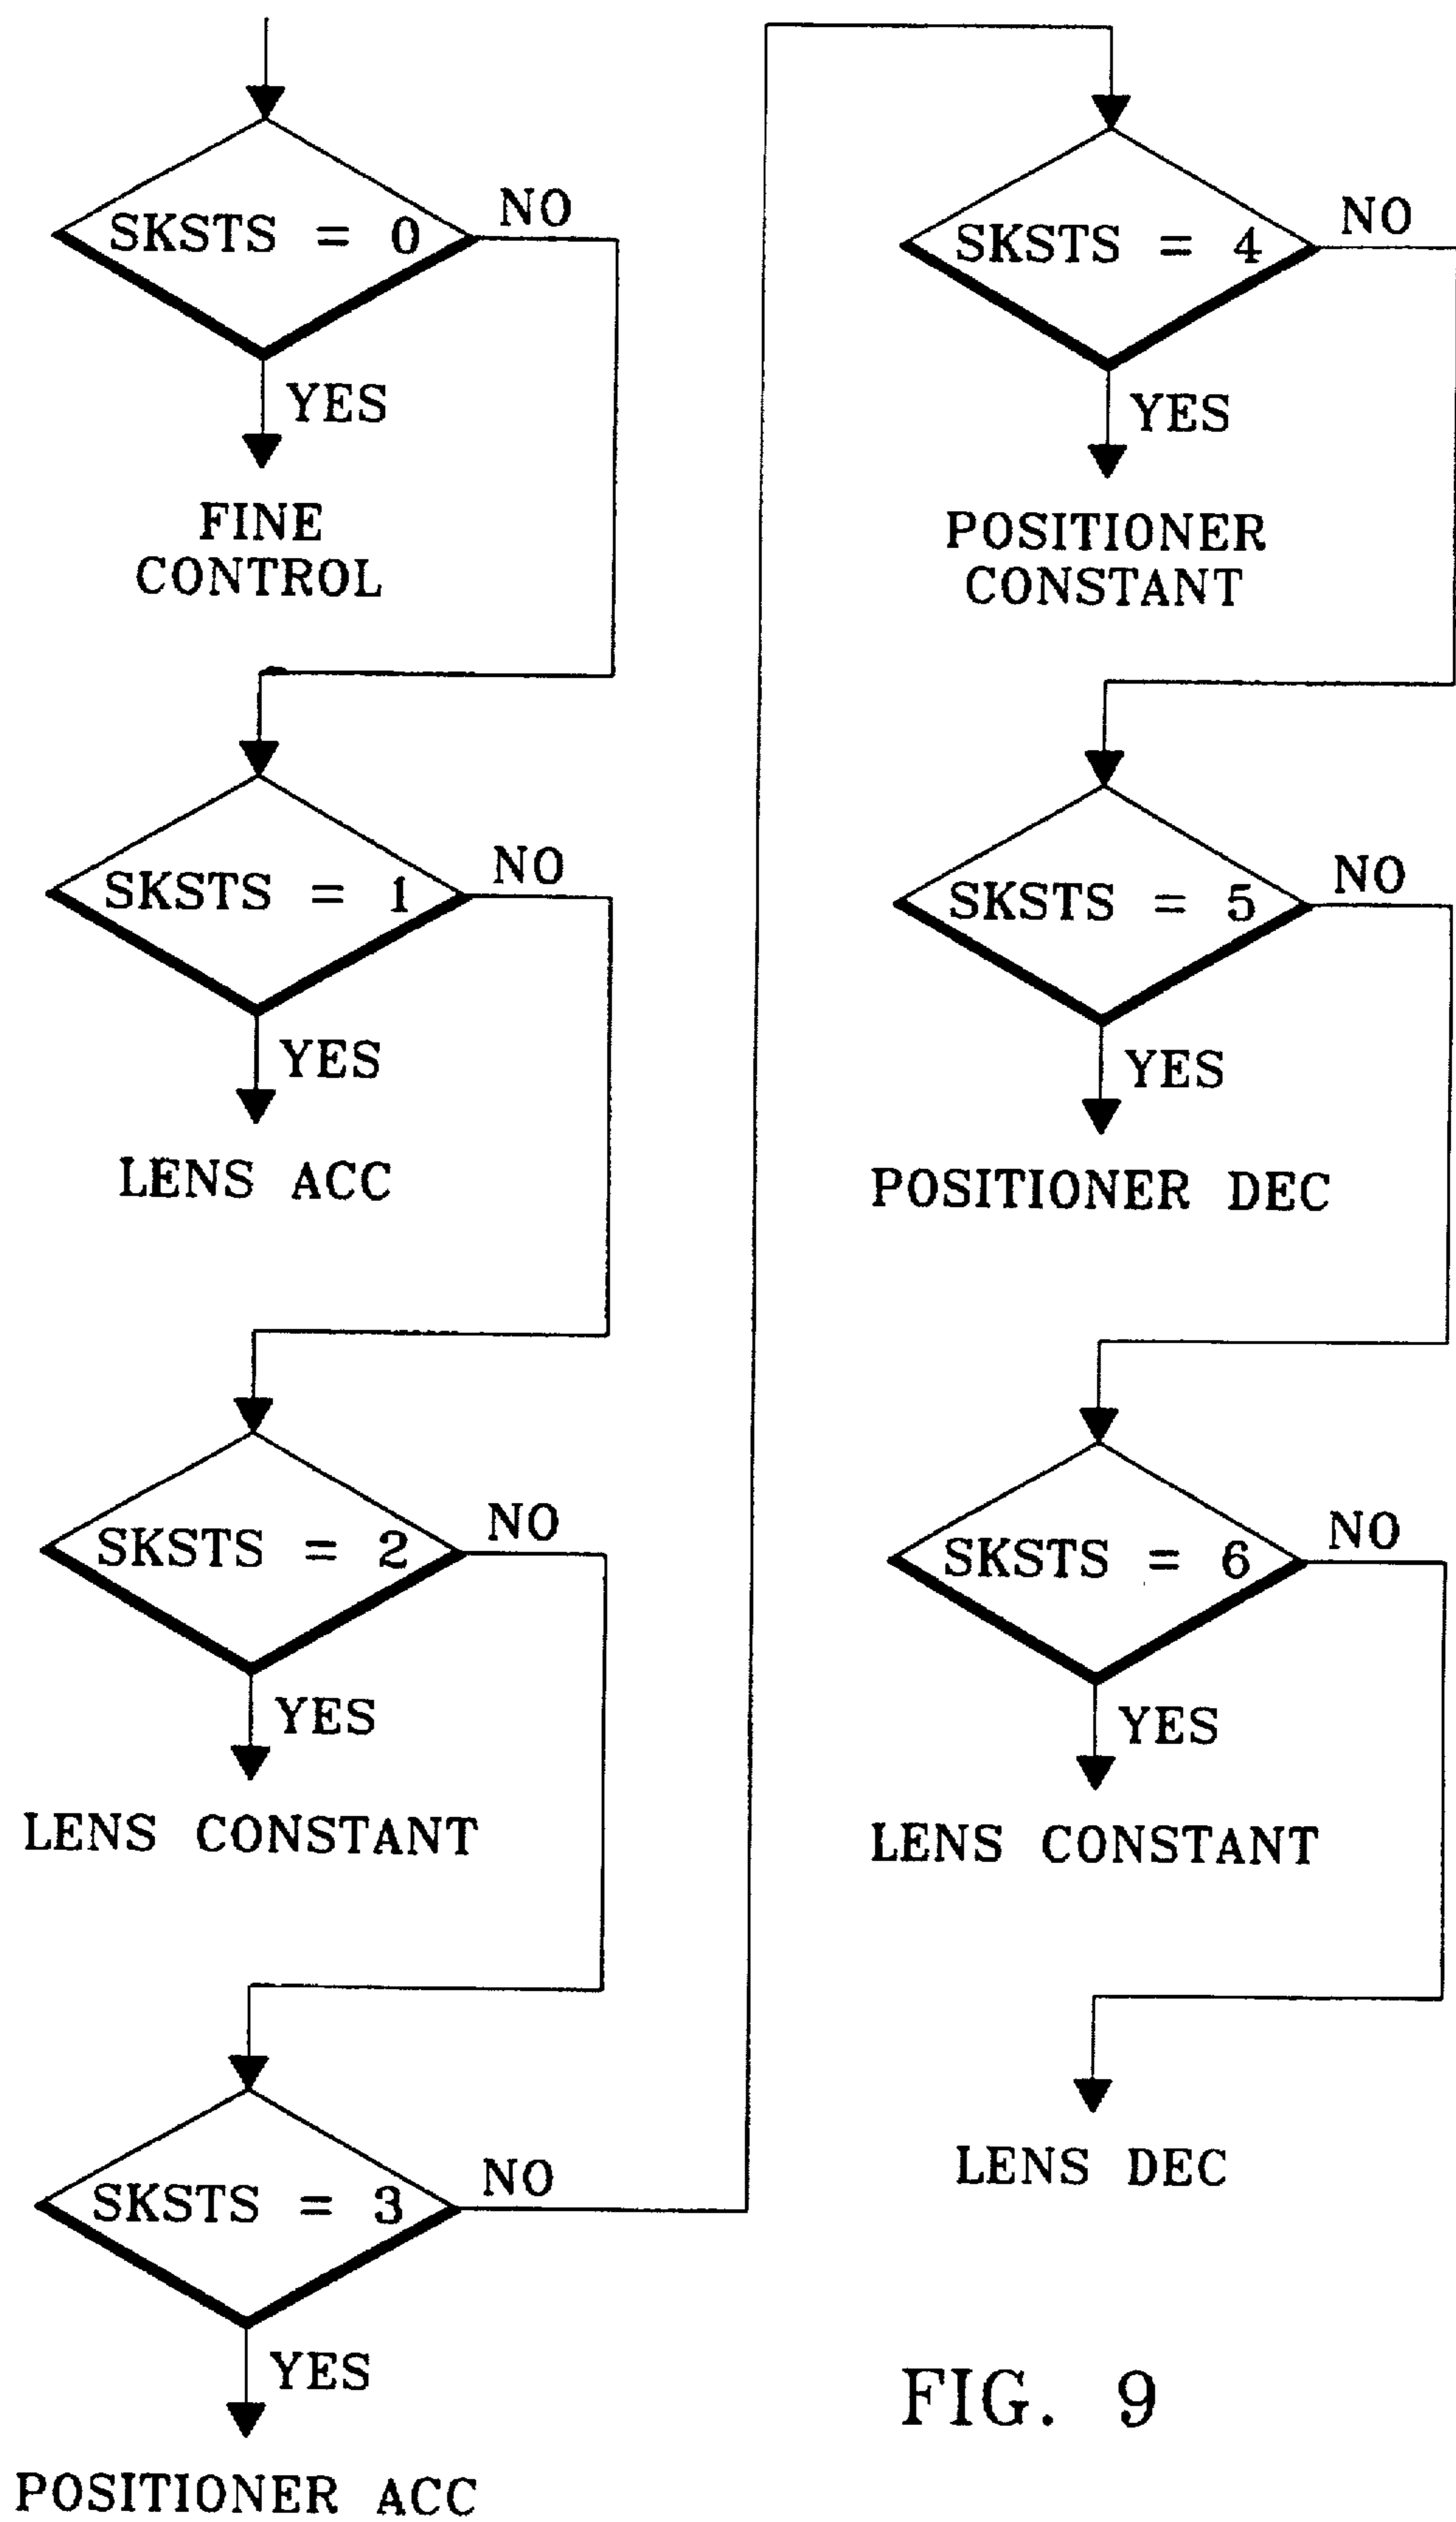 SKSTS = 0
NO
YES
FINE
CONTROL
SKSTS = 1
NO
YES
LENS ACC
SKSTS = 2
NO
YES
LENS CONSTANT
SKSTS = 3
NO
YES
POSITIONER ACC
SKSTS = 4
NO
YES
POSITIONER
CONSTANT
SKSTS = 5
NO
YES
POSITIONER DEC
SKSTS = 6
NO
YES
LENS CONSTANT
LENS DEC
FIG. 9